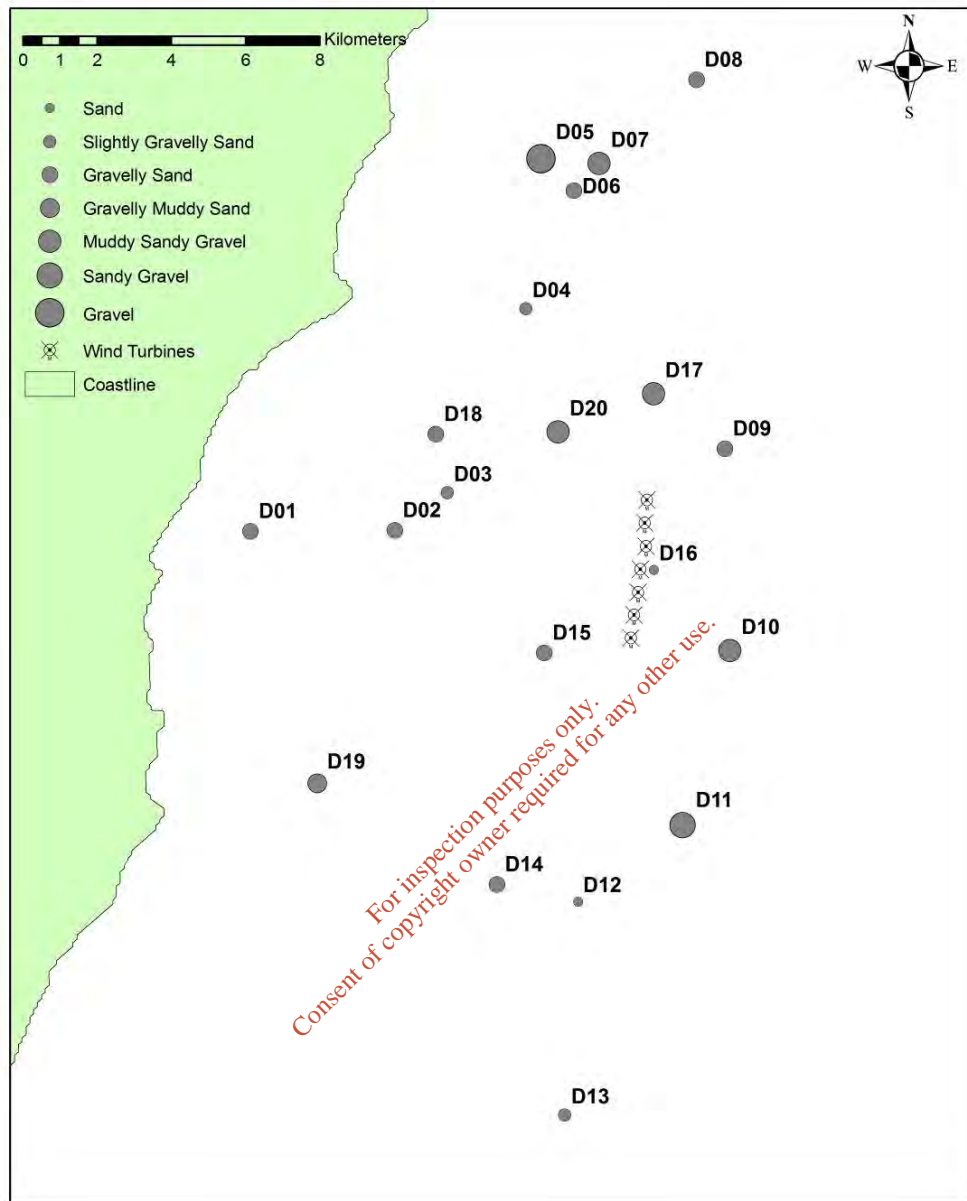 Kilometers
0 1 2 4 6 8
N
W E
S
Sand
Slightly Gravelly Sand
Gravelly Sand
Gravelly Muddy Sand
Muddy Sandy Gravel
Sandy Gravel
Gravel
Wind Turbines
Coastline
D08
D05
D07
D06
D04
D17
D20
D18
D09
D03
D01
D02
D16
D15
D10
D19
D11
D14
D12
D13
For inspection purposes only.
Consent of copyright owner required for any other use.